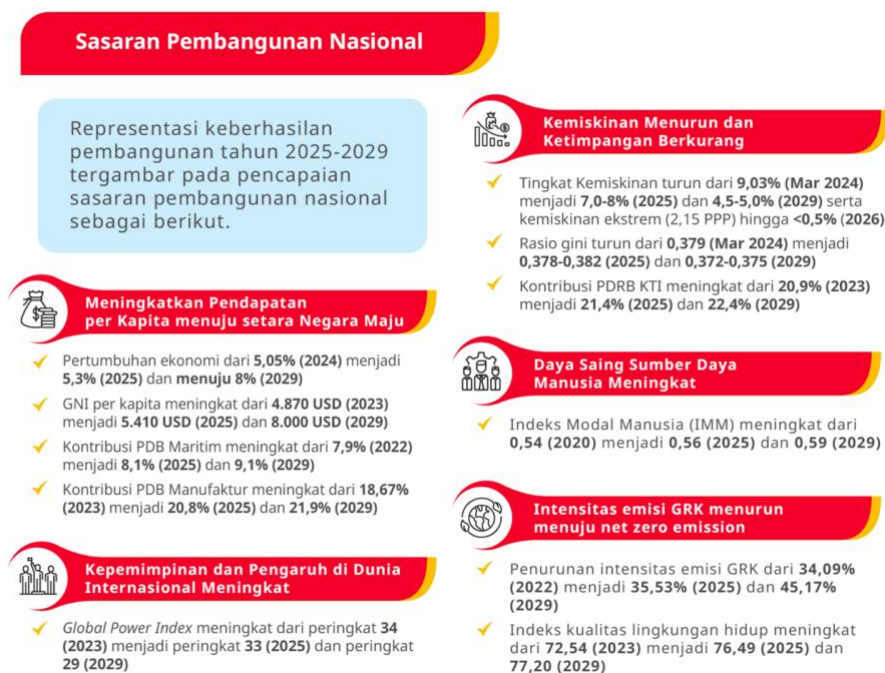 Sasaran Pembangunan Nasional
Representasi keberhasilan
pembangunan tahun 2025-2029
tergambar pada pencapaian
sasaran pembangunan nasional
sebagai berikut.
Meningkatkan Pendapatan
per Kapita menuju setara Negara Maju
Pertumbuhan ekonomi dari 5,05% (2024) menjadi
5,3% (2025) dan menuju 8% (2029)
GNI per kapita meningkat dari 4.870 USD (2023)
menjadi 5.410 USD (2025) dan 8.000 USD (2029)
Kontribusi PDB Maritim meningkat dari 7,9% (2022)
menjadi 8,1% (2025) dan 9,1% (2029)
Kontribusi PDB Manufaktur meningkat dari 18,67%
(2023) menjadi 20,8% (2025) dan 21,9% (2029)
Kepemimpinan dan Pengaruh di Dunia
Internasional Meningkat
Global Power Index meningkat dari peringkat 34
(2023) menjadi peringkat 33 (2025) dan peringkat
29 (2029)
Kemiskinan Menurun dan
Ketimpangan Berkurang
Tingkat Kemiskinan turun dari 9,03% (Mar 2024)
menjadi 7,0-8% (2025) dan 4,5-5,0% (2029) serta
kemiskinan ekstrem (2,15 PPP) hingga <0,5% (2026)
Rasio gini turun dari 0,379 (Mar 2024) menjadi
0,378-0,382 (2025) dan 0,372-0,375 (2029)
Kontribusi PDRB KTI meningkat dari 20,9% (2023)
menjadi 21,4% (2025) dan 22,4% (2029)
Daya Saing Sumber Daya
Manusia Meningkat
Indeks Modal Manusia (IMM) meningkat dari
0,54 (2020) menjadi 0,56 (2025) dan 0,59 (2029)
Intensitas emisi GRK menurun
menuju net zero emission
Penurunan intensitas emisi GRK dari 34,09%
(2022) menjadi 35,53% (2025) dan 45,17%
(2029)
Indeks kualitas lingkungan hidup meningkat
dari 72,54 (2023) menjadi 76,49 (2025) dan
77,20 (2029)